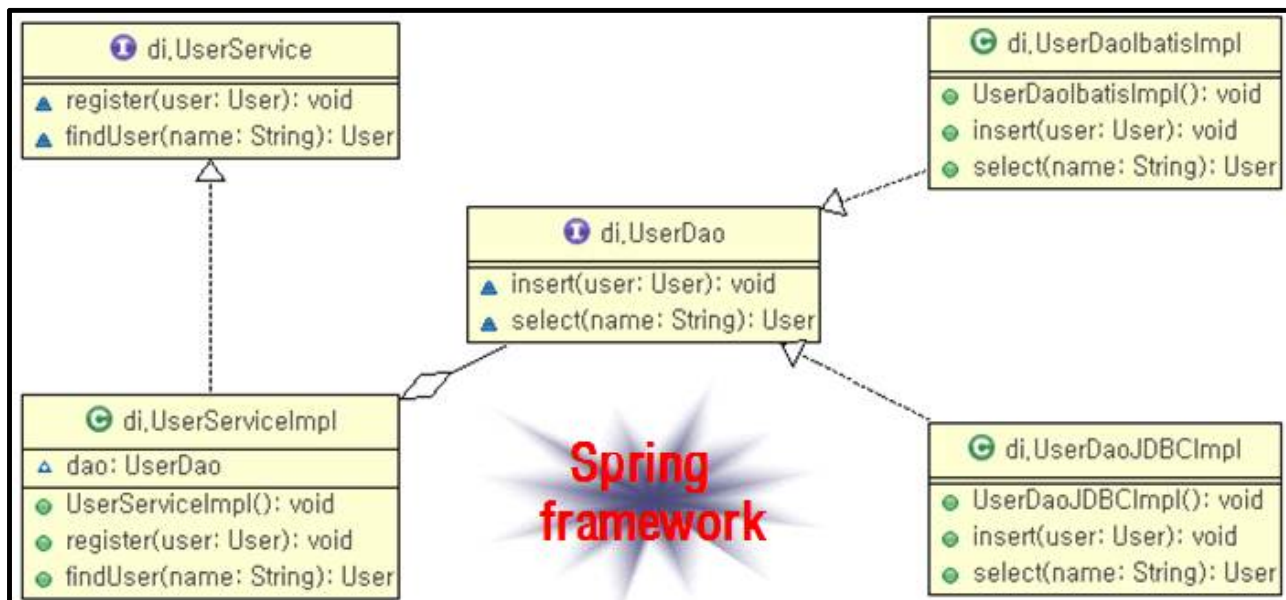 I di,UserService
register(user: User): void
findUser(name: String): User
C di,UserDaoIbatisImpl
UserDaoIbatisImpl(): void
insert(user: User): void
select(name: String): User
I di,UserDao
insert(user: User): void
select(name: String): User
C di,UserServiceImpl
dao: UserDao
UserServiceImpl(): void
register(user: User): void
findUser(name: String): User
Spring
framework
C di,UserDaoJDBCImpl
UserDaoJDBCImpl(): void
insert(user: User): void
select(name: String): User